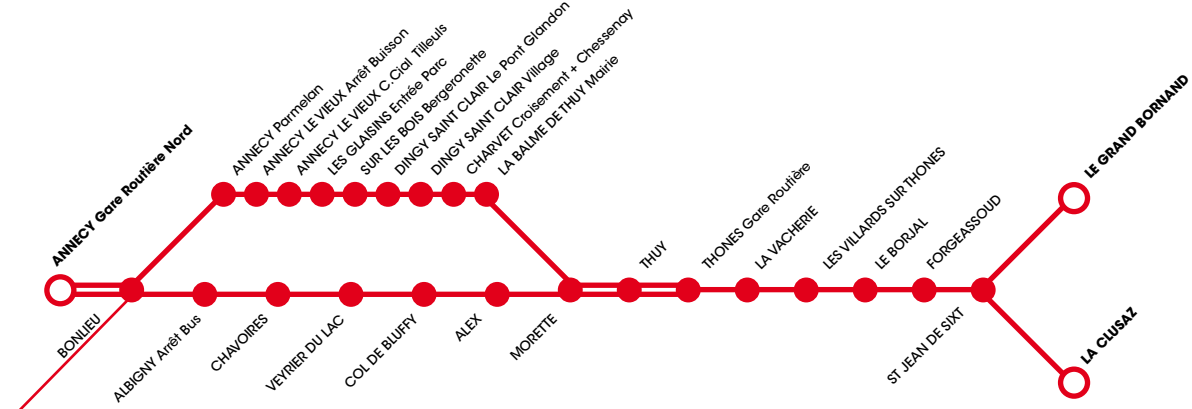 ANNECY Gare Routière Nord
BONLIEU
ANNECY Parmelan
ANNECY LE VIEUX Arrêt Buisson
ANNECY LE VIEUX C.Cial Tilleuls
LES GLAISINS Entrée Parc
SUR LES BOIS Bergeronette
DINGY SAINT CLAIR Le Pont Glandon
DINGY SAINT CLAIR Village
CHARVET Croisement + Chessenay
LA BALME DE THUY Mairie
ALBIGNY Arrêt Bus
CHAVOIRES
VEYRIER DU LAC
COL DE BLUFFY
ALEX
MORETTE
THUY
THONES Gare Routière
LA VACHERIE
LES VILLARDS SUR THONES
LE BORJAL
FORGEASSOUD
ST JEAN DE SIXT
LE GRAND BORNAND
LA CLUSAZ